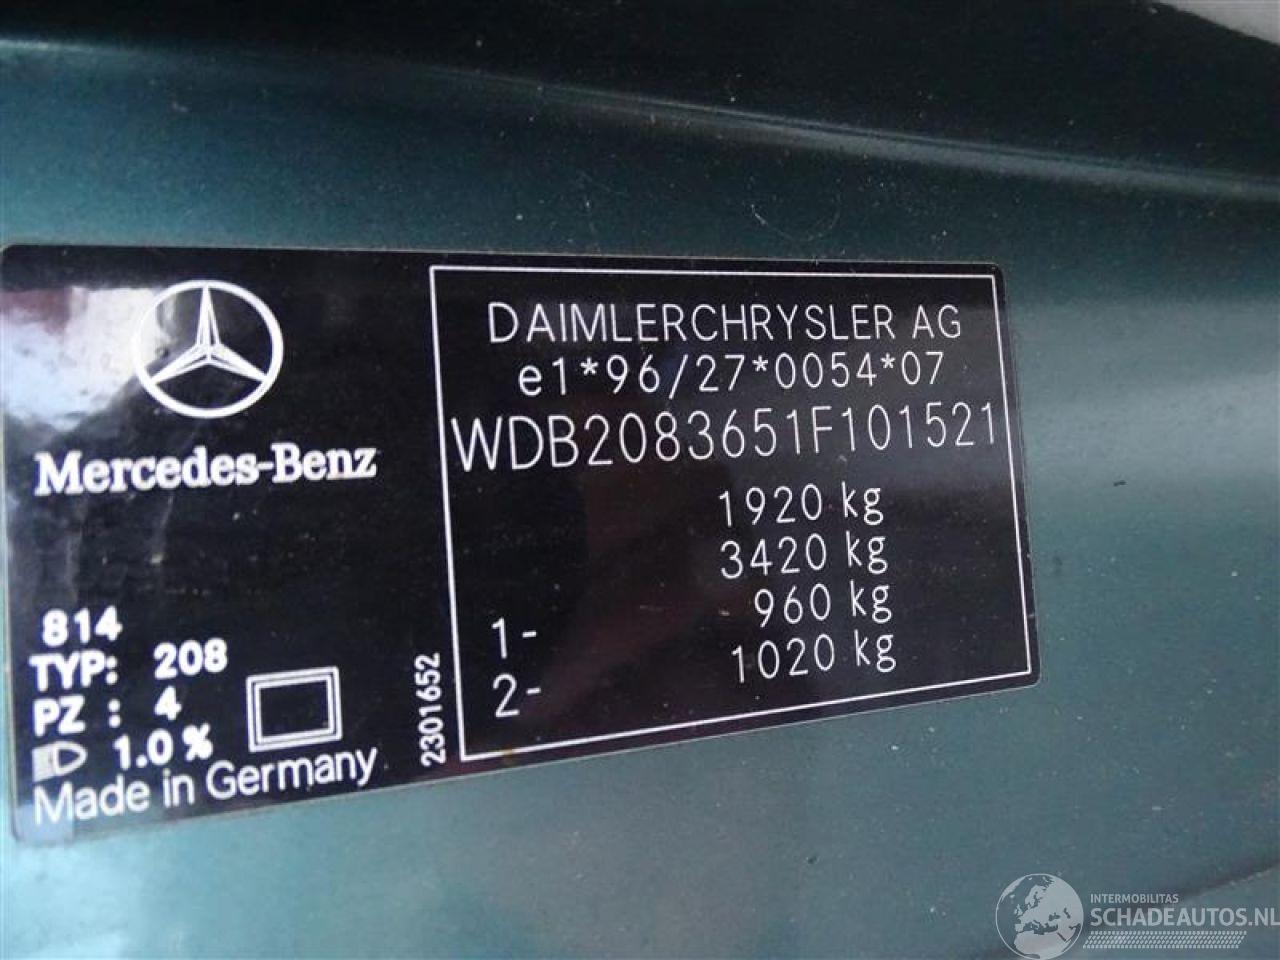 Mercedes-Benz
814
TYP: 208
PZ : 4
1.0 %
Made in Germany
2301652
DAIMLERCHRYSLER AG
e1*96/27*0054*07
WDB2083651F101521
1920 kg
3420 kg
1- 960 kg
2- 1020 kg
INTERMOBILITAS
SCHADEAUTOS.NL